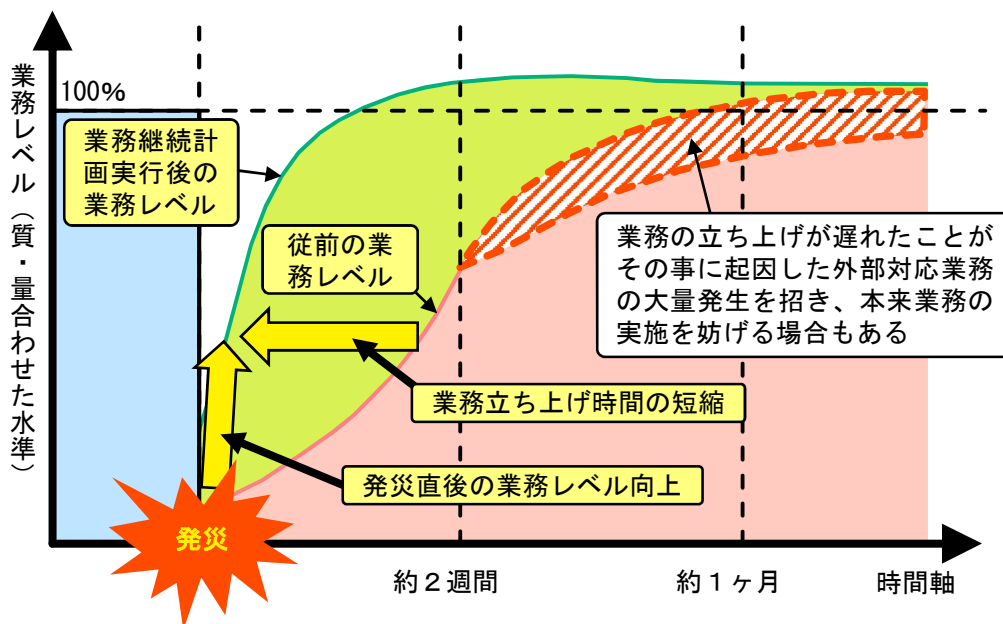 業務レベル（質・量合わせた水準）
100%
業務継続計
画実行後の
業務レベル
従前の業
務レベル
業務の立ち上げが遅れたことが
その事に起因した外部対応業務
の大量発生を招き、本来業務の
実施を妨げる場合もある
業務立ち上げ時間の短縮
発災直後の業務レベル向上
発災
約２週間
約１ヶ月
時間軸